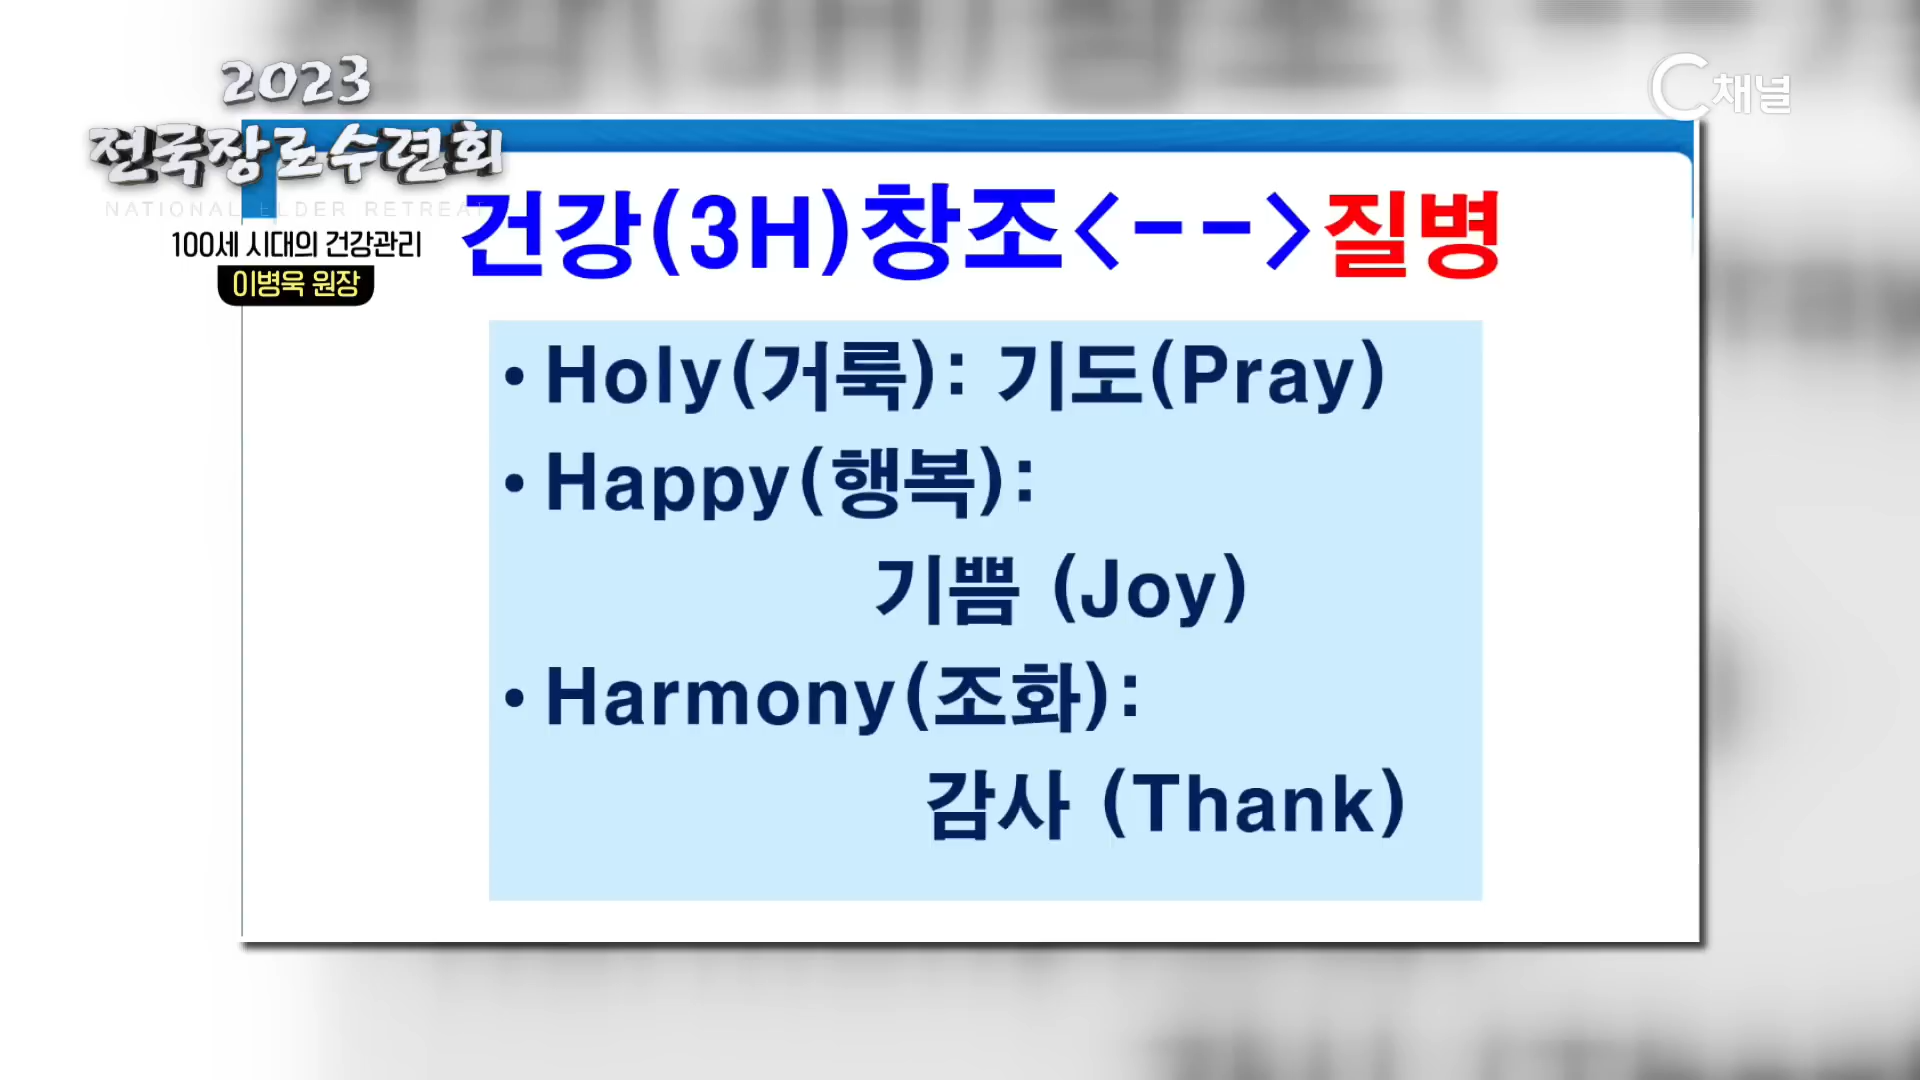 2023
전국장로수련회
NATIONAL ELDER RETREAT
100세 시대의 건강관리
이병욱 원장
C채널
건강(3H)창조<-->질병
• Holy(거룩): 기도(Pray)
• Happy(행복):
기쁨 (Joy)
• Harmony(조화):
감사 (Thank)